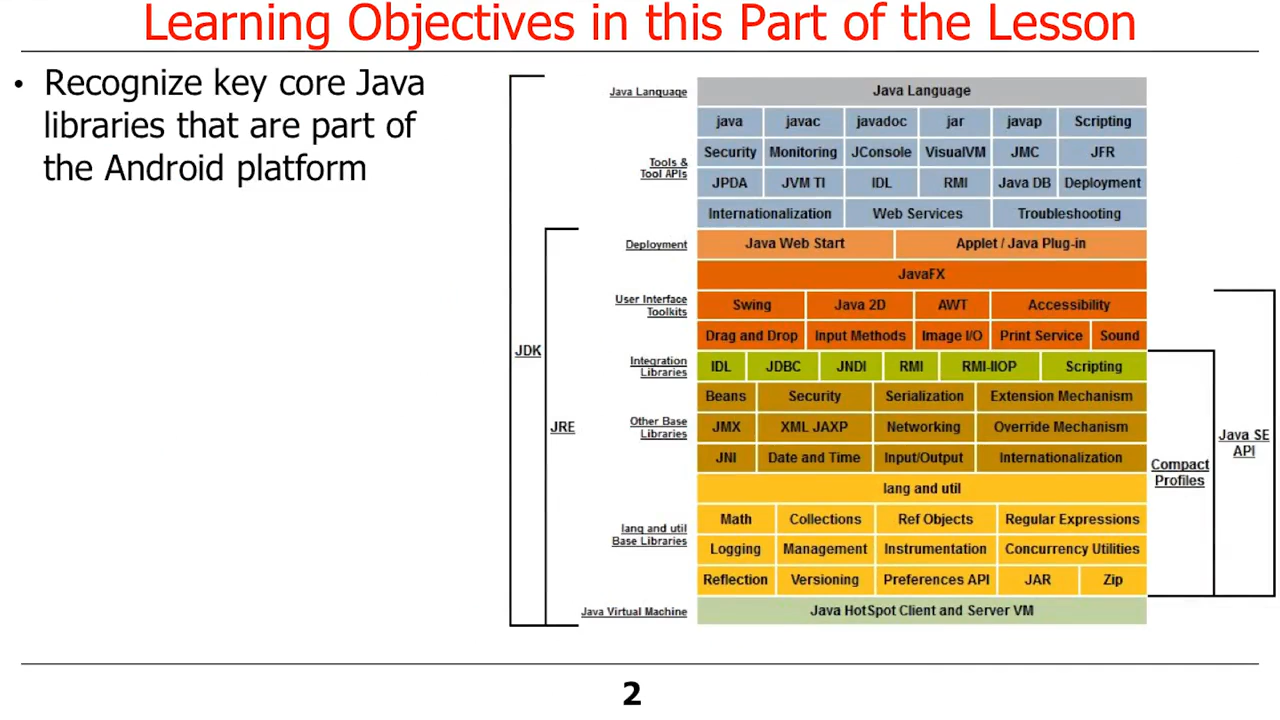 Learning Objectives in this Part of the Lesson
• Recognize key core Java
libraries that are part of
the Android platform
Java Language
Java Language
Tools &
Tool APIs
java javac javadoc jar javap Scripting
Security Monitoring JConsole VisualVM JMC JFR
JPDA JVM TI IDL RMI Java DB Deployment
Internationalization Web Services Troubleshooting
Deployment
Java Web Start Applet / Java Plug-in
JavaFX
User Interface
Toolkits
Swing Java 2D AWT Accessibility
Drag and Drop Input Methods Image I/O Print Service Sound
Integration
Libraries
IDL JDBC JNDI RMI RMI-IIOP Scripting
Other Base
Libraries
Beans Security Serialization Extension Mechanism
JMX XML JAXP Networking Override Mechanism
JNI Date and Time Input/Output Internationalization
lang and util
lang and util
Base Libraries
Math Collections Ref Objects Regular Expressions
Logging Management Instrumentation Concurrency Utilities
Reflection Versioning Preferences API JAR Zip
Java Virtual Machine
Java HotSpot Client and Server VM
JDK
JRE
Compact
Profiles
Java SE
API
2